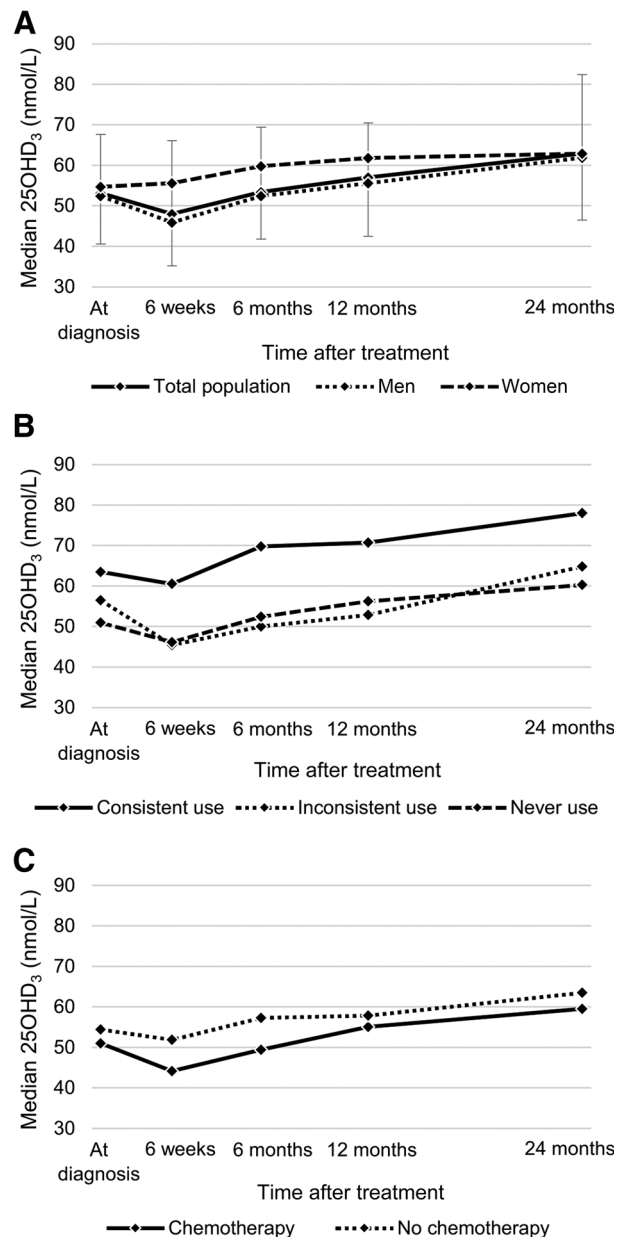 A
Median 25OHD₃ (nmol/L)
90
80
70
60
50
40
30
At diagnosis 6 weeks 6 months 12 months 24 months
Time after treatment
Total population Men Women
B
Median 25OHD₃ (nmol/L)
90
80
70
60
50
40
30
At diagnosis 6 weeks 6 months 12 months 24 months
Time after treatment
Consistent use Inconsistent use Never use
C
Median 25OHD₃ (nmol/L)
90
80
70
60
50
40
30
At diagnosis 6 weeks 6 months 12 months 24 months
Time after treatment
Chemotherapy No chemotherapy